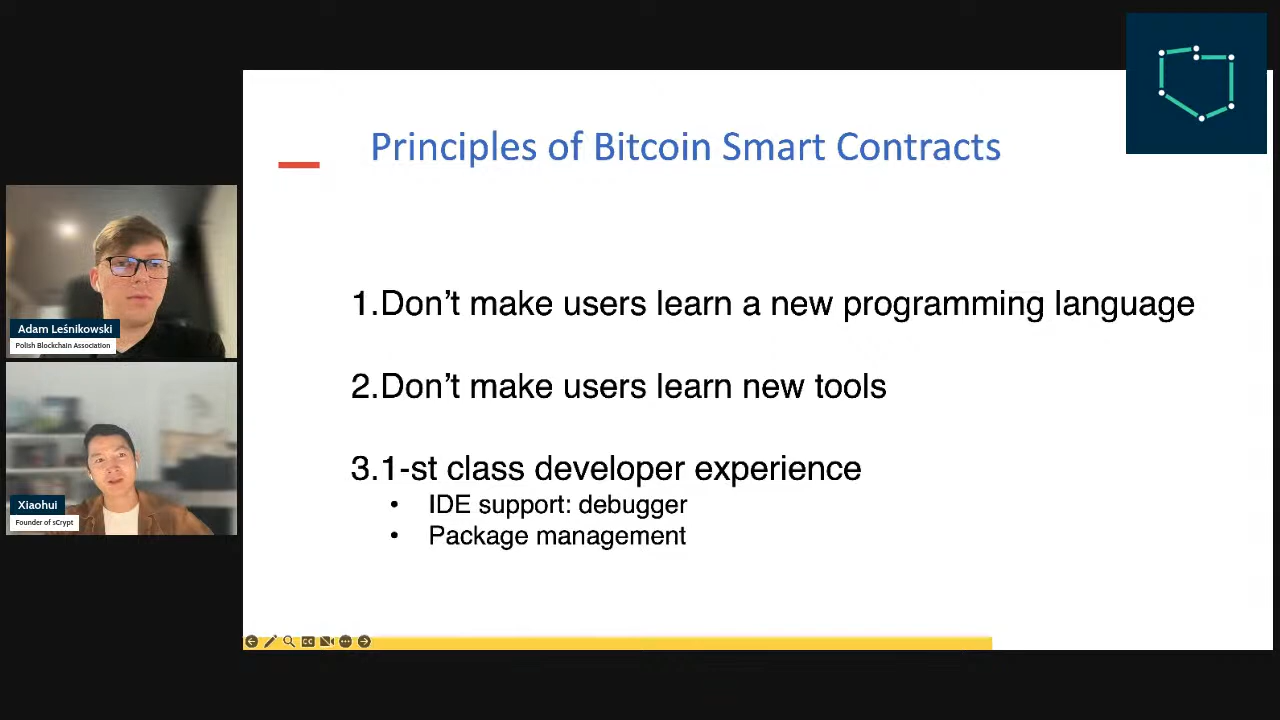 Principles of Bitcoin Smart Contracts
1.Don't make users learn a new programming language
2.Don't make users learn new tools
3.1-st class developer experience
• IDE support: debugger
• Package management
Adam Leśnikowski
Polish Blockchain Association
Xiaohui
Founder of sCrypt